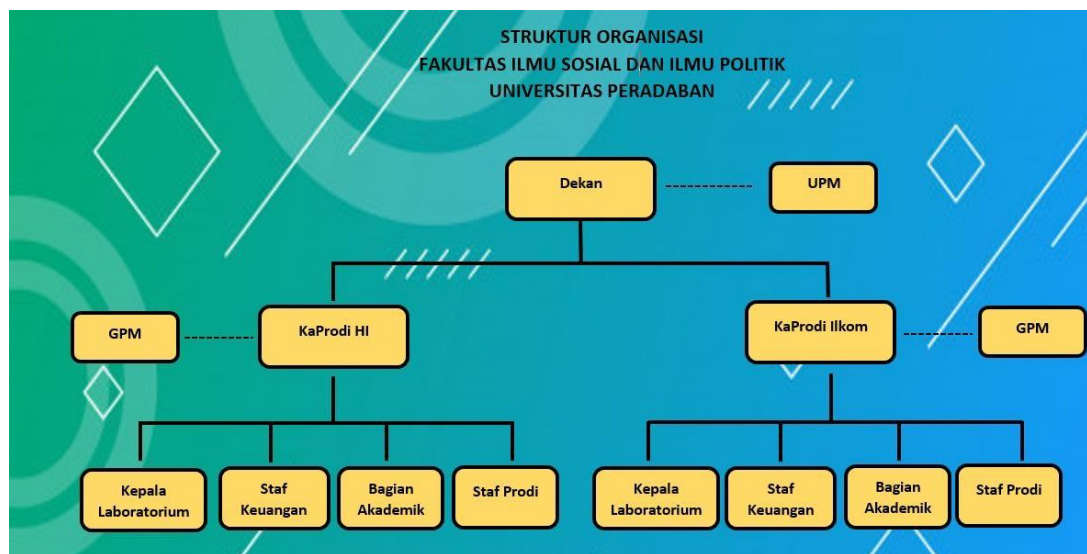 STRUKTUR ORGANISASI
FAKULTAS ILMU SOSIAL DAN ILMU POLITIK
UNIVERSITAS PERADABAN
Dekan
UPM
GPM
KaProdi HI
KaProdi Ilkom
GPM
Kepala
Laboratorium
Staf
Keuangan
Bagian
Akademik
Staf Prodi
Kepala
Laboratorium
Staf
Keuangan
Bagian
Akademik
Staf Prodi